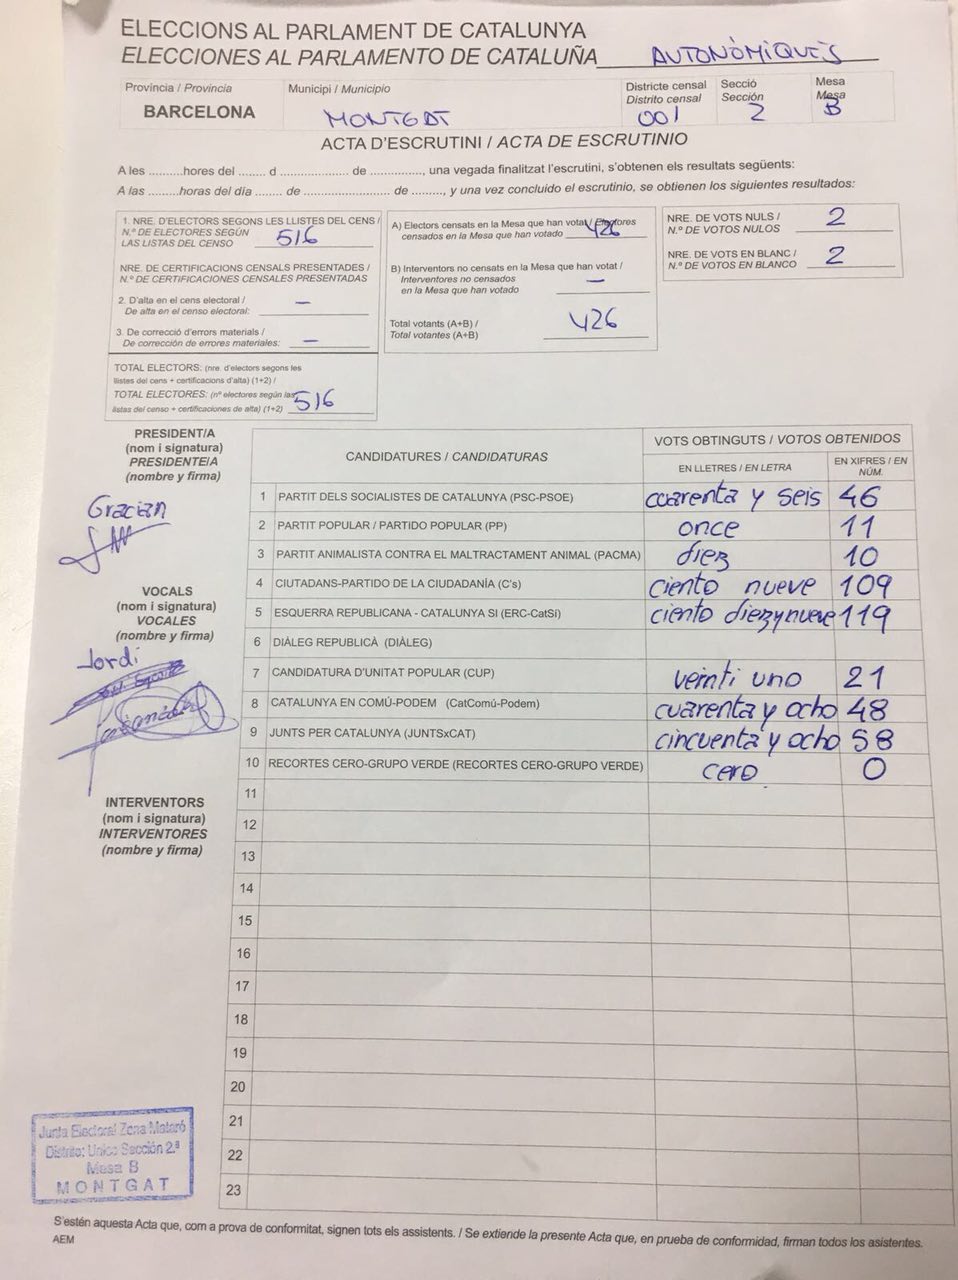 ELECCIONS AL PARLAMENT DE CATALUNYA
ELECCIONES AL PARLAMENTO DE CATALUÑA AUTONÒMIQUES
Província / Provincia
BARCELONA
Municipi / Municipio
MONTGAT
Districte censal
Distrito censal
001
Secció
Sección
2
Mesa
Mesa
B
ACTA D'ESCRUTINI / ACTA DE ESCRUTINIO
A les ..........hores del ........ d ..................... de ..............., una vegada finalitzat l'escrutini, s'obtenen els resultats següents:
A las .........horas del día ........ de .......................... de .........., y una vez concluido el escrutinio, se obtienen los siguientes resultados:
1. NRE. D'ELECTORS SEGONS LES LLISTES DEL CENS /
N.º DE ELECTORES SEGÚN
LAS LISTAS DEL CENSO 516
NRE. DE CERTIFICACIONS CENSALS PRESENTADES /
N.º DE CERTIFICACIONES CENSALES PRESENTADAS
2. D'alta en el cens electoral /
De alta en el censo electoral: —
3. De correcció d'errors materials /
De corrección de errores materiales: —
TOTAL ELECTORS: (nre. d'electors segons les
llistes del cens + certificacions d'alta) (1+2) /
TOTAL ELECTORES: (nº electores según las
listas del censo + certificaciones de alta) (1+2) 516
A) Electors censats en la Mesa que han votat / Electores
censados en la Mesa que han votado 426
B) Interventors no censats en la Mesa que han votat /
Interventores no censados
en la Mesa que han votado —
Total votants (A+B) /
Total votantes (A+B) 426
NRE. DE VOTS NULS /
N.º DE VOTOS NULOS 2
NRE. DE VOTS EN BLANC /
N.º DE VOTOS EN BLANCO 2
PRESIDENT/A
(nom i signatura)
PRESIDENTE/A
(nombre y firma)
Gracian
VOCALS
(nom i signatura)
VOCALES
(nombre y firma)
Jordi
INTERVENTORS
(nom i signatura)
INTERVENTORES
(nombre y firma)
CANDIDATURES / CANDIDATURAS
VOTS OBTINGUTS / VOTOS OBTENIDOS
EN LLETRES / EN LETRA
EN XIFRES / EN NÚM.
1 PARTIT DELS SOCIALISTES DE CATALUNYA (PSC-PSOE) cuarenta y seis 46
2 PARTIT POPULAR / PARTIDO POPULAR (PP) once 11
3 PARTIT ANIMALISTA CONTRA EL MALTRACTAMENT ANIMAL (PACMA) diez 10
4 CIUTADANS-PARTIDO DE LA CIUDADANÍA (C's) ciento nueve 109
5 ESQUERRA REPUBLICANA - CATALUNYA SI (ERC-CatSí) ciento diezynueve 119
6 DIÀLEG REPUBLICÀ (DIÀLEG)
7 CANDIDATURA D'UNITAT POPULAR (CUP) veinti uno 21
8 CATALUNYA EN COMÚ-PODEM (CatComú-Podem) cuarenta y ocho 48
9 JUNTS PER CATALUNYA (JUNTSxCAT) cincuenta y ocho 58
10 RECORTES CERO-GRUPO VERDE (RECORTES CERO-GRUPO VERDE) cero 0
11
12
13
14
15
16
17
18
19
20
21
22
23
Junta Electoral Zona Mataró
Distrito: Unico Sección 2.ª
Mesa B
MONTGAT
S'estén aquesta Acta que, com a prova de conformitat, signen tots els assistents. / Se extiende la presente Acta que, en prueba de conformidad, firman todos los asistentes.
AEM